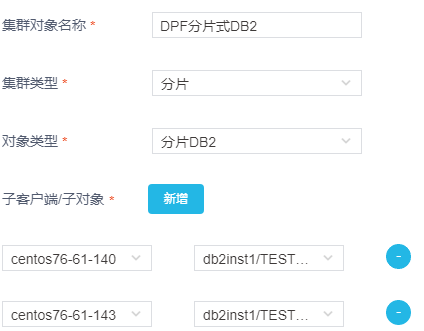 集群对象名称 * DPF分片式DB2
集群类型 * 分片
对象类型 * 分片DB2
子客户端/子对象 * 新增
centos76-61-140 db2inst1/TEST... -
centos76-61-143 db2inst1/TEST... -